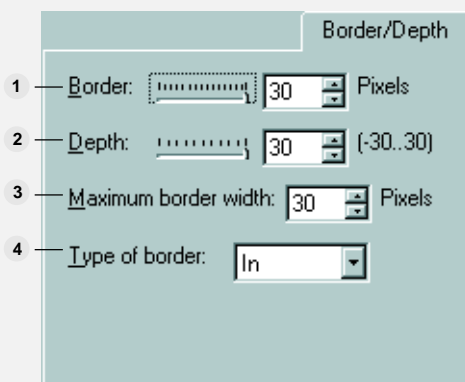 Border/Depth
1 Border: 30 Pixels
2 Depth: 30 (-30..30)
3 Maximum border width: 30 Pixels
4 Type of border: In